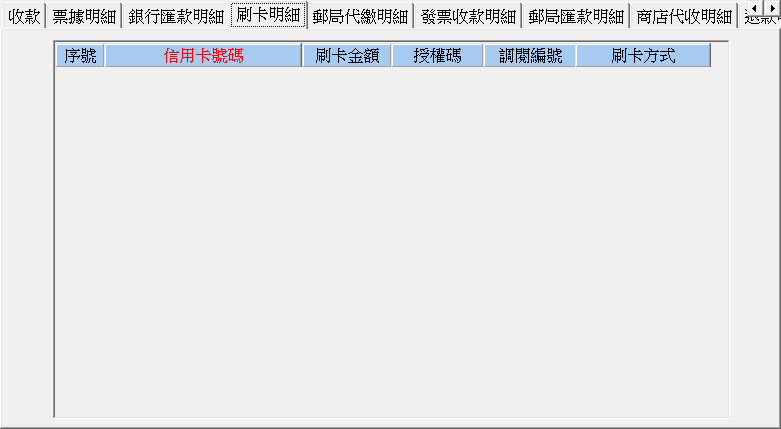 收款 票據明細 銀行匯款明細 刷卡明細 郵局代繳明細 發票收款明細 郵局匯款明細 商店代收明細 退款
序號 信用卡號碼 刷卡金額 授權碼 調閱編號 刷卡方式